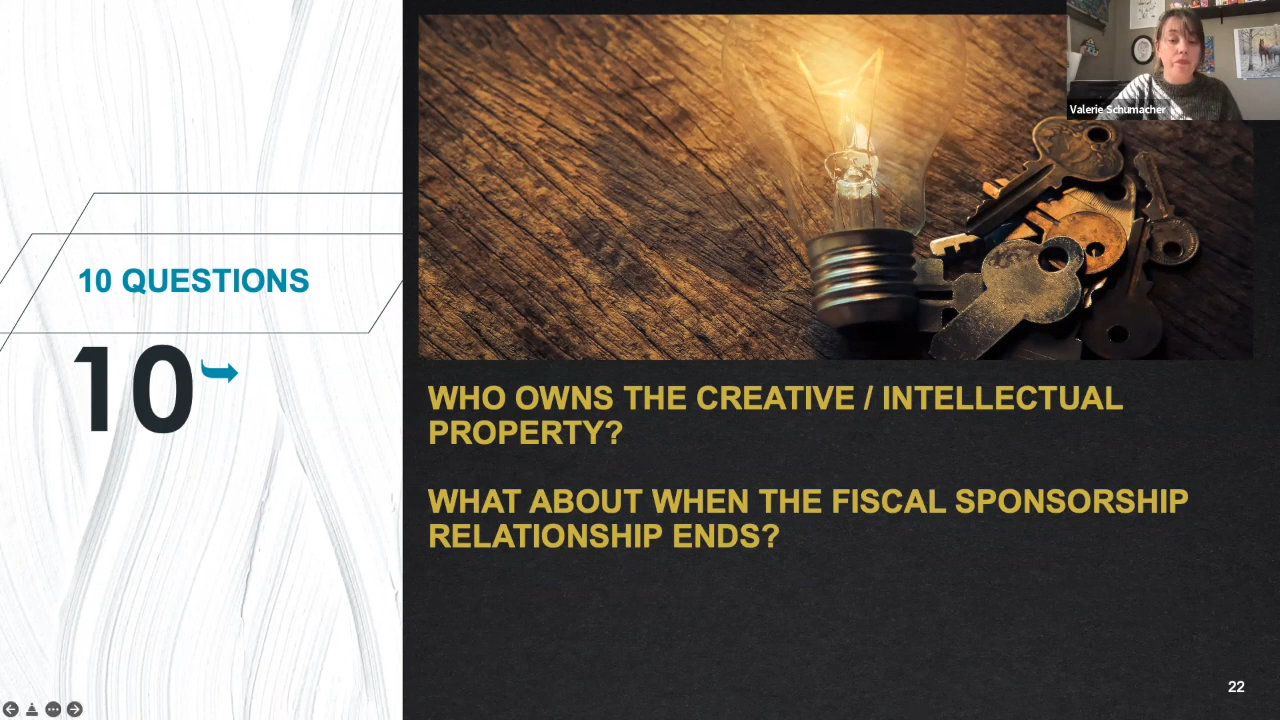 Valerie Schumacher
10 QUESTIONS
10
WHO OWNS THE CREATIVE / INTELLECTUAL
PROPERTY?
WHAT ABOUT WHEN THE FISCAL SPONSORSHIP
RELATIONSHIP ENDS?
22